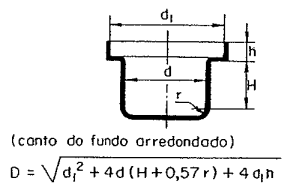 d₁
h
d
H
r
(canto do fundo arredondado)
D = √d₁² + 4d (H + 0,57 r) + 4 d₁h